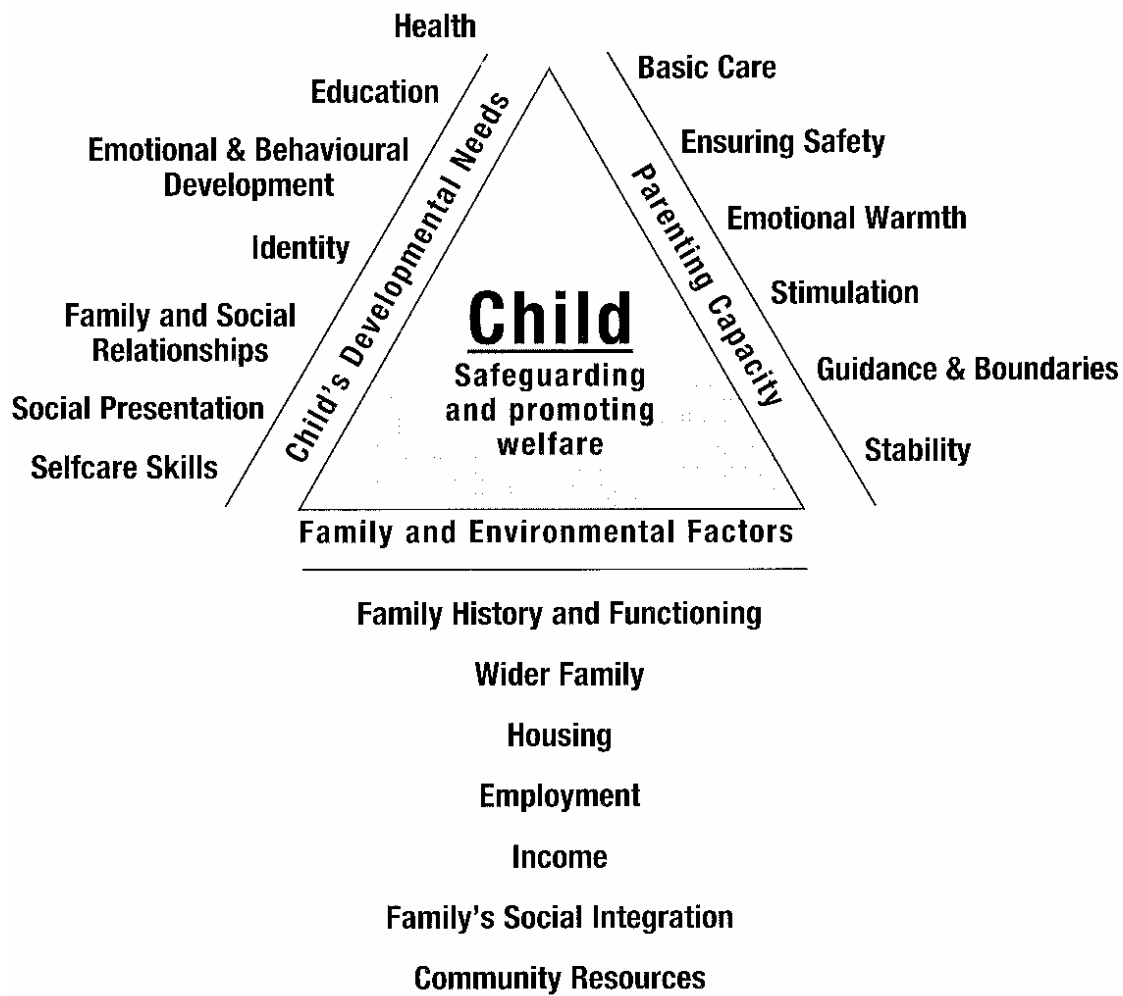 Health
Education
Emotional & Behavioural
Development
Identity
Family and Social
Relationships
Social Presentation
Selfcare Skills
Child's Developmental Needs
Basic Care
Ensuring Safety
Emotional Warmth
Stimulation
Guidance & Boundaries
Stability
Parenting Capacity
Child
Safeguarding
and promoting
welfare
Family and Environmental Factors
Family History and Functioning
Wider Family
Housing
Employment
Income
Family's Social Integration
Community Resources